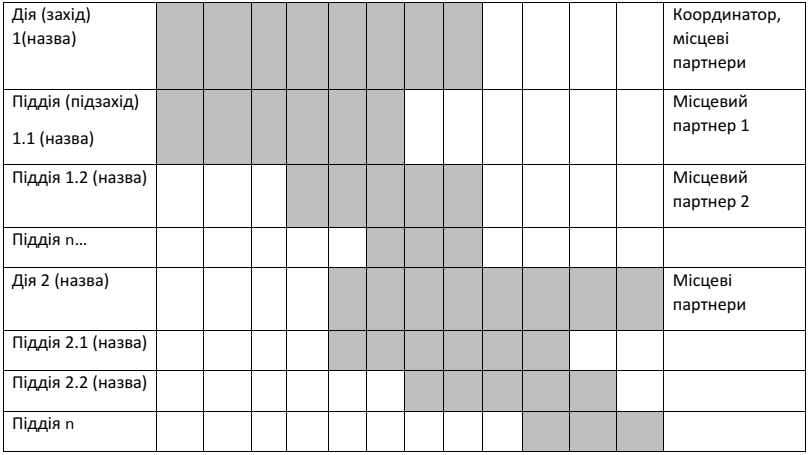 Дія (захід)
1(назва)
Координатор,
місцеві
партнери
Піддія (підзахід)
1.1 (назва)
Місцевий
партнер 1
Піддія 1.2 (назва)
Місцевий
партнер 2
Піддія n…
Дія 2 (назва)
Місцеві
партнери
Піддія 2.1 (назва)
Піддія 2.2 (назва)
Піддія n